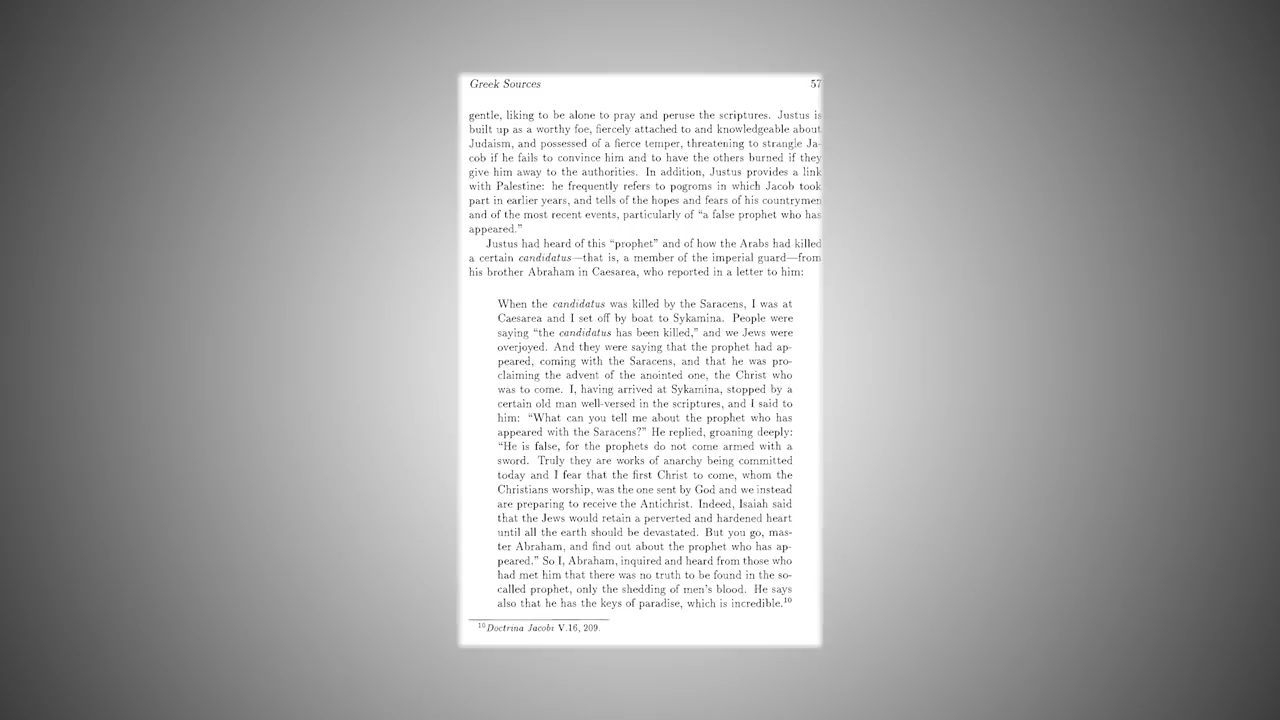 Greek Sources 57
gentle, liking to be alone to pray and peruse the scriptures. Justus is
built up as a worthy foe, fiercely attached to and knowledgeable about
Judaism, and possessed of a fierce temper, threatening to strangle Ja-
cob if he fails to convince him and to have the others burned if they
give him away to the authorities. In addition, Justus provides a link
with Palestine: he frequently refers to pogroms in which Jacob took
part in earlier years, and tells of the hopes and fears of his countrymen
and of the most recent events, particularly of “a false prophet who has
appeared.”
Justus had heard of this “prophet” and of how the Arabs had killed
a certain candidatus—that is, a member of the imperial guard—from
his brother Abraham in Caesarea, who reported in a letter to him:
When the candidatus was killed by the Saracens, I was at
Caesarea and I set off by boat to Sykamina. People were
saying “the candidatus has been killed,” and we Jews were
overjoyed. And they were saying that the prophet had ap-
peared, coming with the Saracens, and that he was pro-
claiming the advent of the anointed one, the Christ who
was to come. I, having arrived at Sykamina, stopped by a
certain old man well-versed in the scriptures, and I said to
him: “What can you tell me about the prophet who has
appeared with the Saracens?” He replied, groaning deeply:
“He is false, for the prophets do not come armed with a
sword. Truly they are works of anarchy being committed
today and I fear that the first Christ to come, whom the
Christians worship, was the one sent by God and we instead
are preparing to receive the Antichrist. Indeed, Isaiah said
that the Jews would retain a perverted and hardened heart
until all the earth should be devastated. But you go, mas-
ter Abraham, and find out about the prophet who has ap-
peared.” So I, Abraham, inquired and heard from those who
had met him that there was no truth to be found in the so-
called prophet, only the shedding of men’s blood. He says
also that he has the keys of paradise, which is incredible.10
10Doctrina Jacobi V.16, 209.